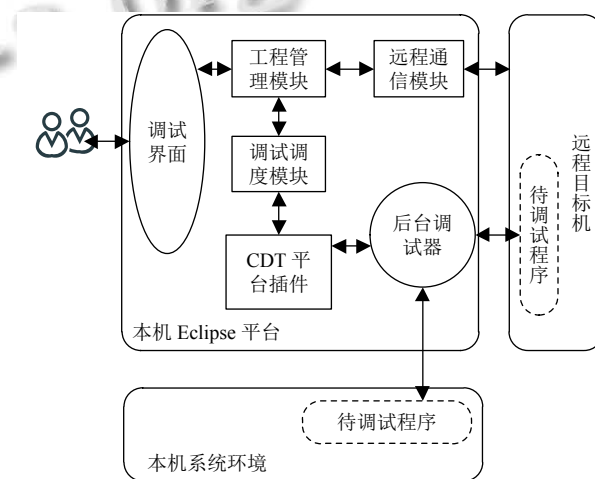 工程管
理模块
远程通
信模块
调试
界面
调试调
度模块
后台调
试器
CDT 平
台插件
本机 Eclipse 平台
远程目标机
待调试程序
待调试程序
本机系统环境